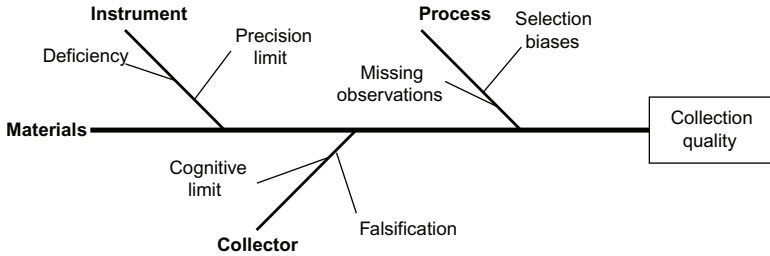 Instrument
Process
Deficiency
Precision
limit
Selection
biases
Missing
observations
Materials
Collection
quality
Cognitive
limit
Falsification
Collector